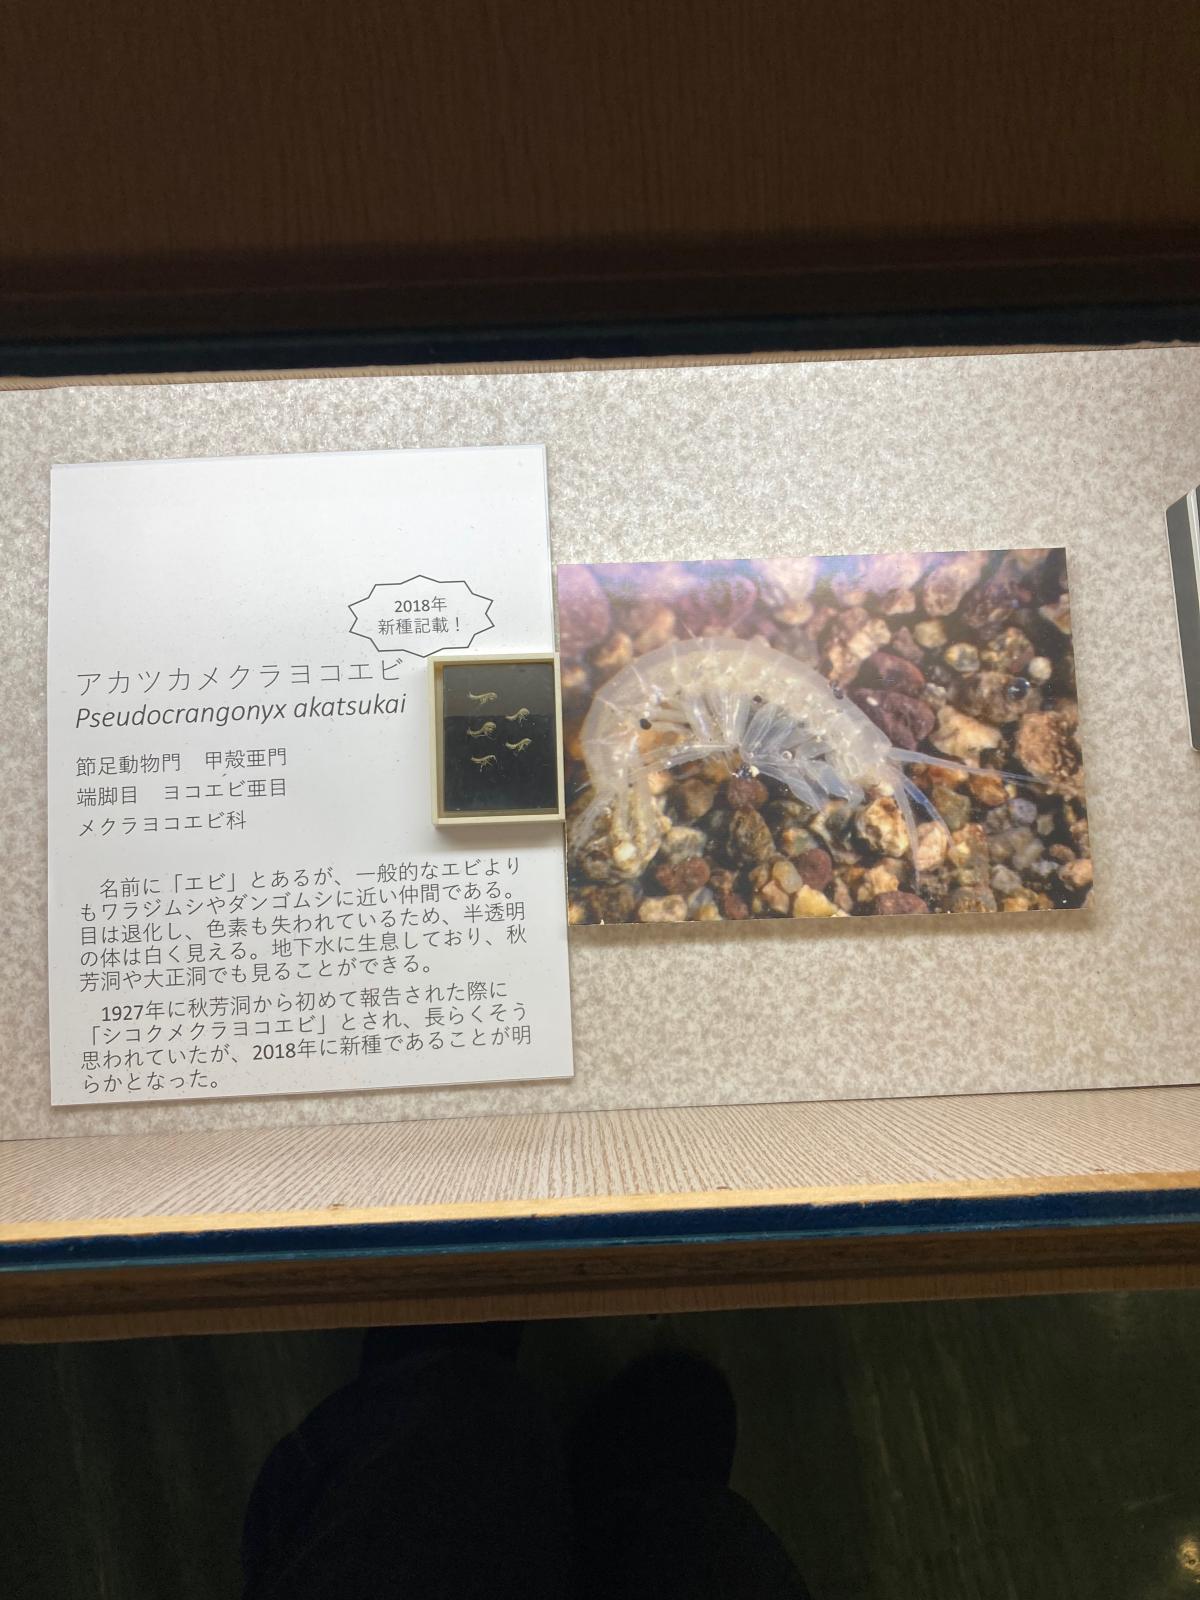 2018年
新種記載！
アカツカメクラヨコエビ
Pseudocrangonyx akatsukai
節足動物門　甲殻亜門
端脚目　ヨコエビ亜目
メクラヨコエビ科
名前に「エビ」とあるが、一般的なエビより
もワラジムシやダンゴムシに近い仲間である。
目は退化し、色素も失われているため、半透明
の体は白く見える。地下水に生息しており、秋
芳洞や大正洞でも見ることができる。
1927年に秋芳洞から初めて報告された際に
「シコクメクラヨコエビ」とされ、長らくそう
思われていたが、2018年に新種であることが明
らかとなった。